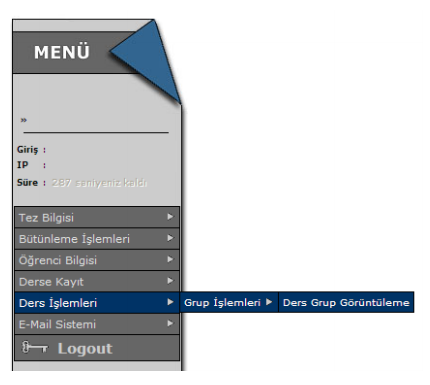 MENÜ
»
Giriş :
IP :
Süre : 287 saniyeniz kaldı
Tez Bilgisi
Bütünleme İşlemleri
Öğrenci Bilgisi
Derse Kayıt
Ders İşlemleri Grup İşlemleri Ders Grup Görüntüleme
E-Mail Sistemi
Logout